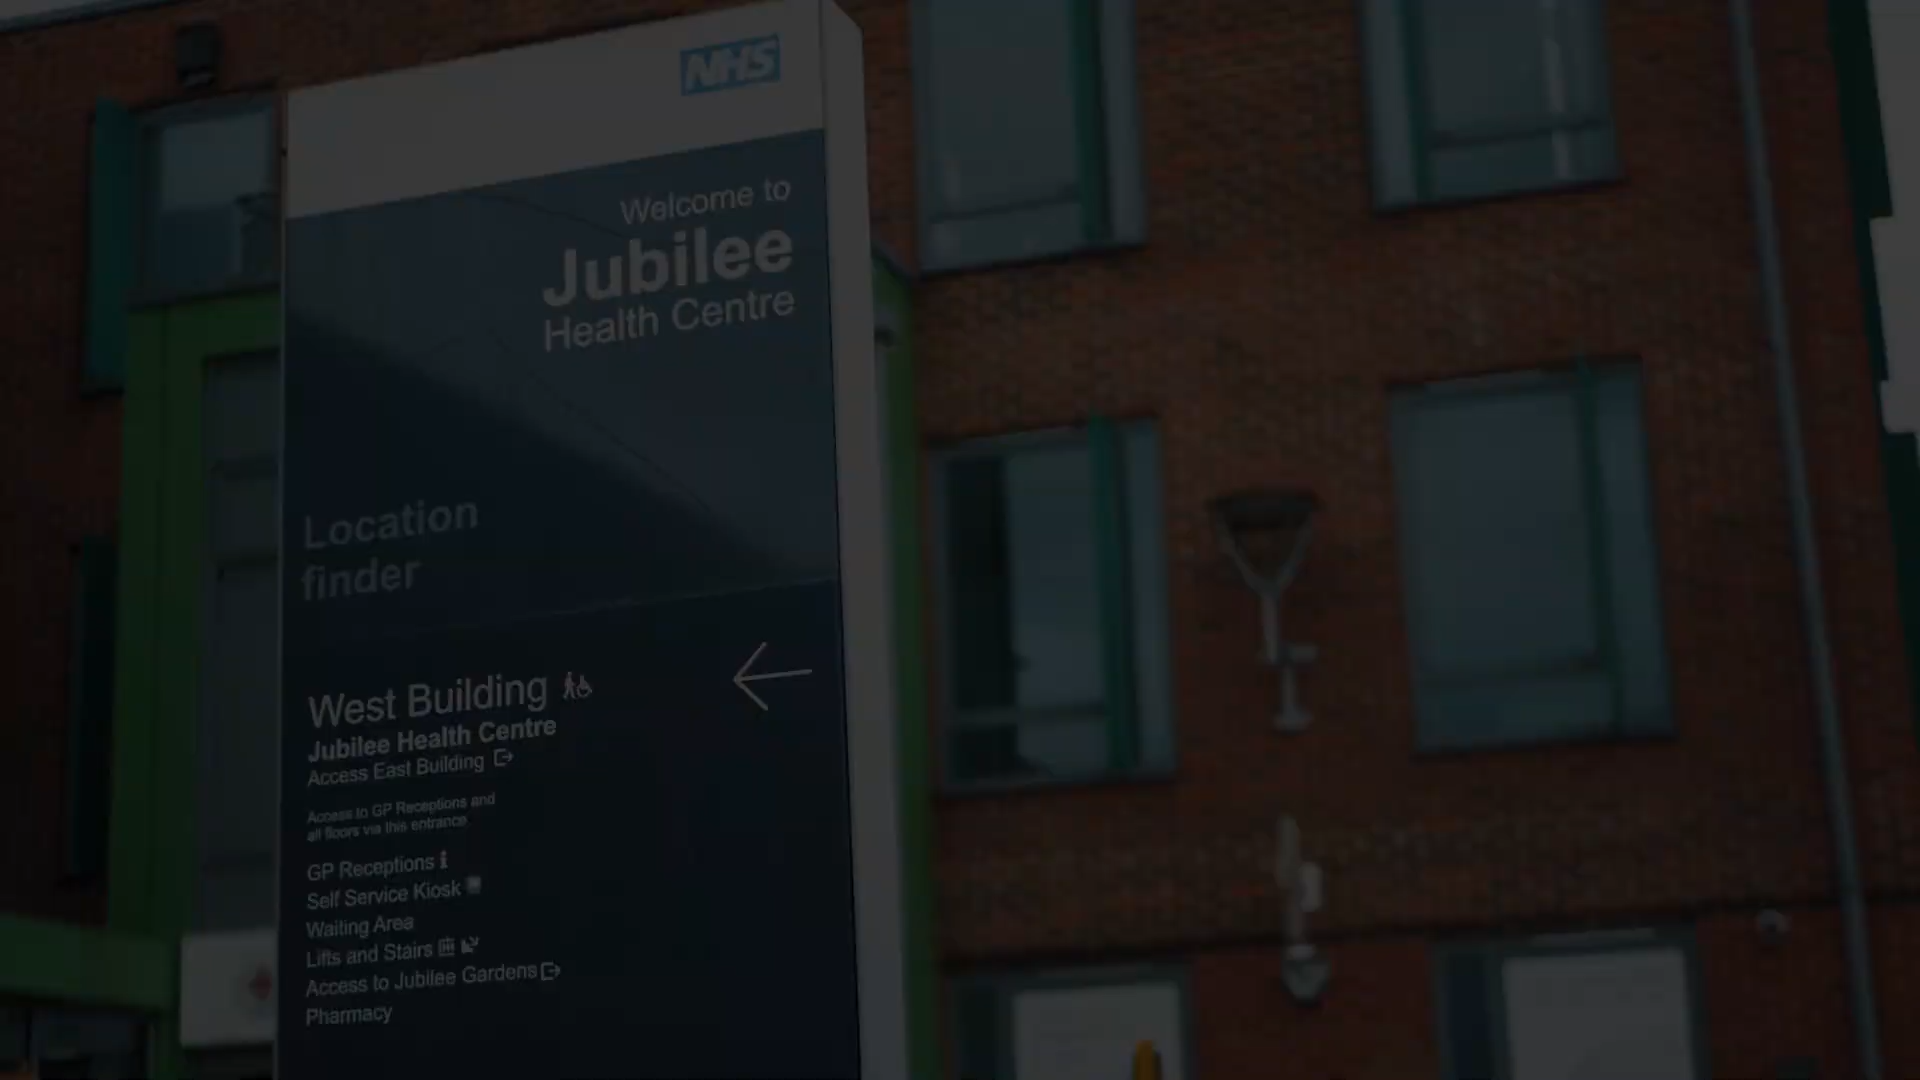 NHS
Welcome to
Jubilee
Health Centre
Location
finder
West Building
Jubilee Health Centre
Access East Building
Access to GP Receptions and
all floors via this entrance
GP Receptions
Self Service Kiosk
Waiting Area
Lifts and Stairs
Access to Jubilee Gardens
Pharmacy